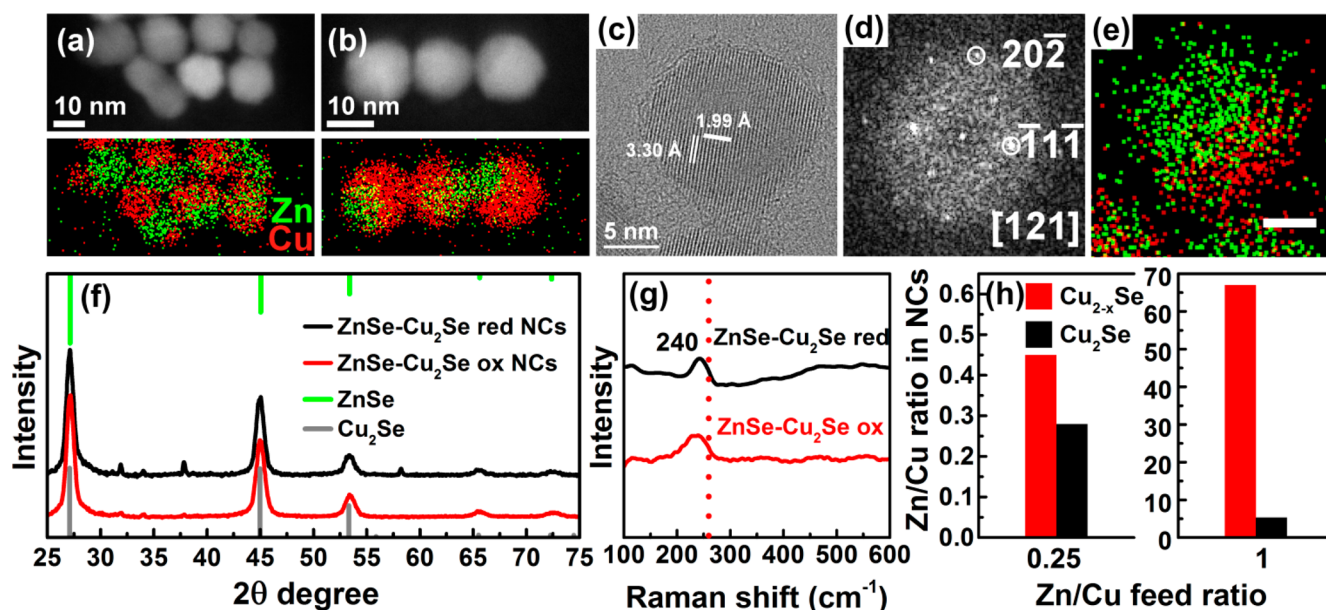 (a)
10 nm
Zn
Cu
(b)
10 nm
(c)
1.99 Å
3.30 Å
5 nm
(d)
202̅
1̅11̅
[121]
(e)
(f)
ZnSe-Cu₂Se red NCs
ZnSe-Cu₂Se ox NCs
ZnSe
Cu₂Se
Intensity
25 30 35 40 45 50 55 60 65 70 75
2θ degree
(g)
240
ZnSe-Cu₂Se red
ZnSe-Cu₂Se ox
Intensity
100 200 300 400 500 600
Raman shift (cm⁻¹)
(h)
Cu₂₋ₓSe
Cu₂Se
Zn/Cu ratio in NCs
0.6
0.5
0.4
0.3
0.2
0.1
0.0
70
60
50
40
30
20
10
0
0.25
1
Zn/Cu feed ratio